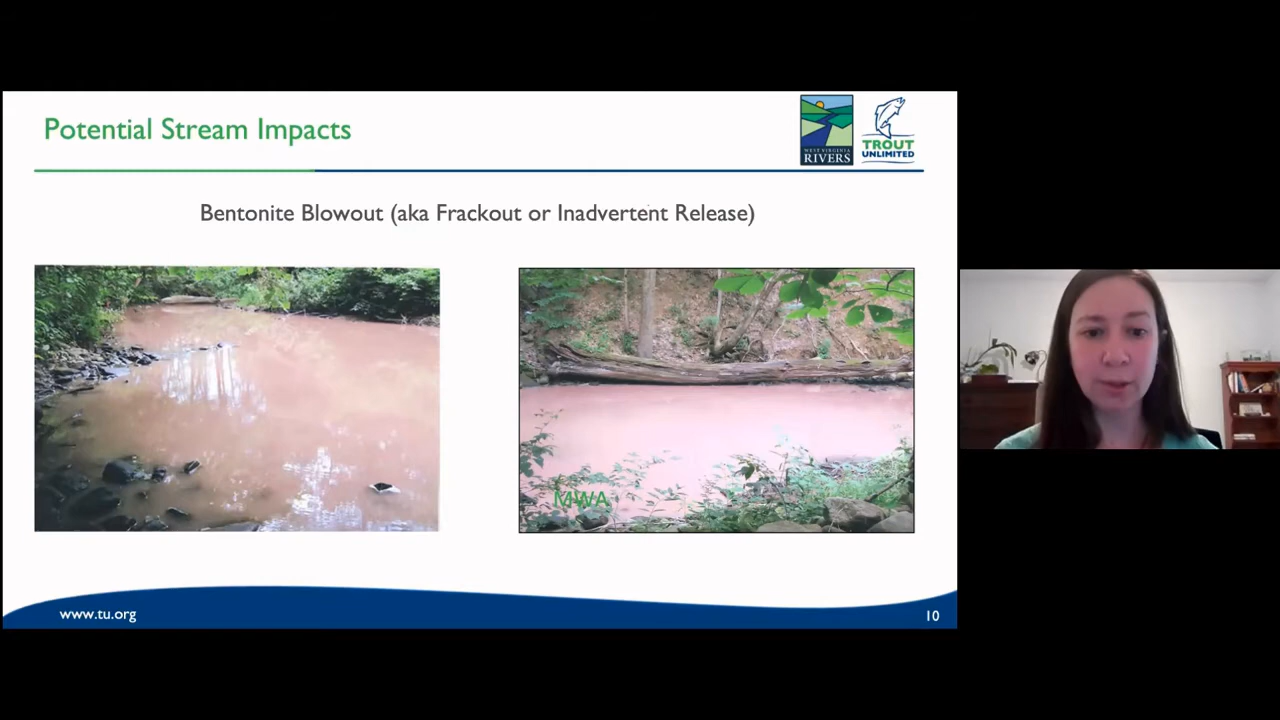 Potential Stream Impacts
WEST VIRGINIA
RIVERS
TROUT
UNLIMITED
Bentonite Blowout (aka Frackout or Inadvertent Release)
MWA
www.tu.org
10